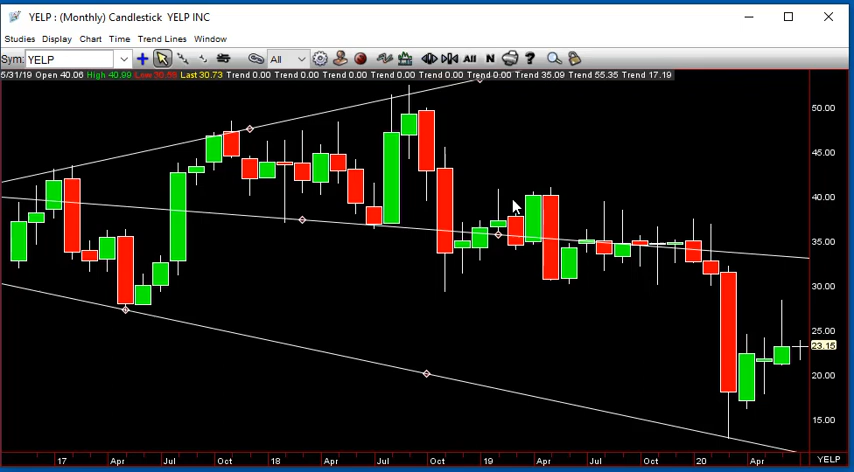 YELP : (Monthly) Candlestick YELP INC
Studies Display Chart Time Trend Lines Window
Sym: YELP All All N ?
5/31/19 Open 40.06 High 40.99 Low 30.55 Last 30.73 Trend 0.00 Trend 0.00 Trend 0.00 Trend 0.00 Trend 0.00 Trend 0.00 Trend 35.09 Trend 55.35 Trend 17.19
50.00
45.00
40.00
35.00
30.00
25.00
23.15
20.00
15.00
17 Apr Jul Oct 18 Apr Jul Oct 19 Apr Jul Oct 20 Apr YELP